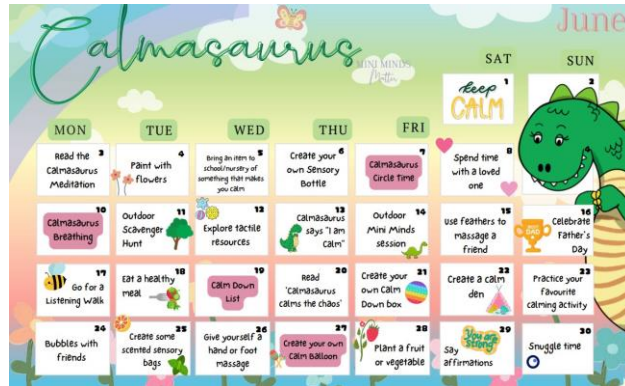 Calmasaurus
June
MINI MINDS
Matter
SAT
SUN
1
keep
CALM
2
MON
TUE
WED
THU
FRI
3
Read the
Calmasaurus
Meditation
4
Paint with
flowers
5
Bring an item to
school/nursery of
something that makes
you calm
6
Create your
own Sensory
Bottle
7
Calmasaurus
Circle time
8
Spend time
with a loved
one
10
Calmasaurus
Breathing
11
Outdoor
Scavenger
Hunt
12
Explore tactile
resources
13
Calmasaurus
says "I am
Calm"
14
Outdoor
Mini Minds
session
15
Use feathers to
massage a
friend
16
DAD
Celebrate
Father's
Day
17
Go for a
Listening Walk
18
Eat a healthy
meal
19
Calm Down
List
20
Read
'Calmasaurus
calms the chaos'
21
Create your
own Calm
Down box
22
Create a calm
den
23
Practice your
favourite
calming activity
24
Bubbles with
friends
25
Create some
scented sensory
bags
26
Give yourself a
hand or foot
massage
27
Create your own
Calm Balloon
28
Plant a fruit
or vegetable
29
You are
strong
Say
affirmations
30
Snuggle time